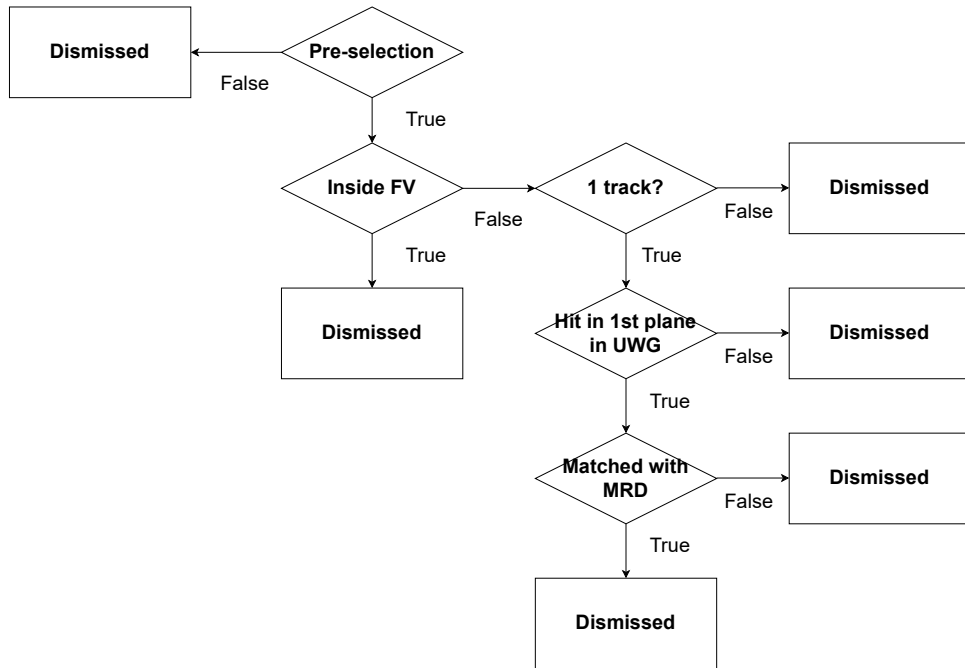 Dismissed
Pre-selection
False
True
Inside FV
1 track?
Dismissed
False
False
True
True
Dismissed
Hit in 1st plane
in UWG
Dismissed
False
True
Matched with
MRD
Dismissed
False
True
Dismissed